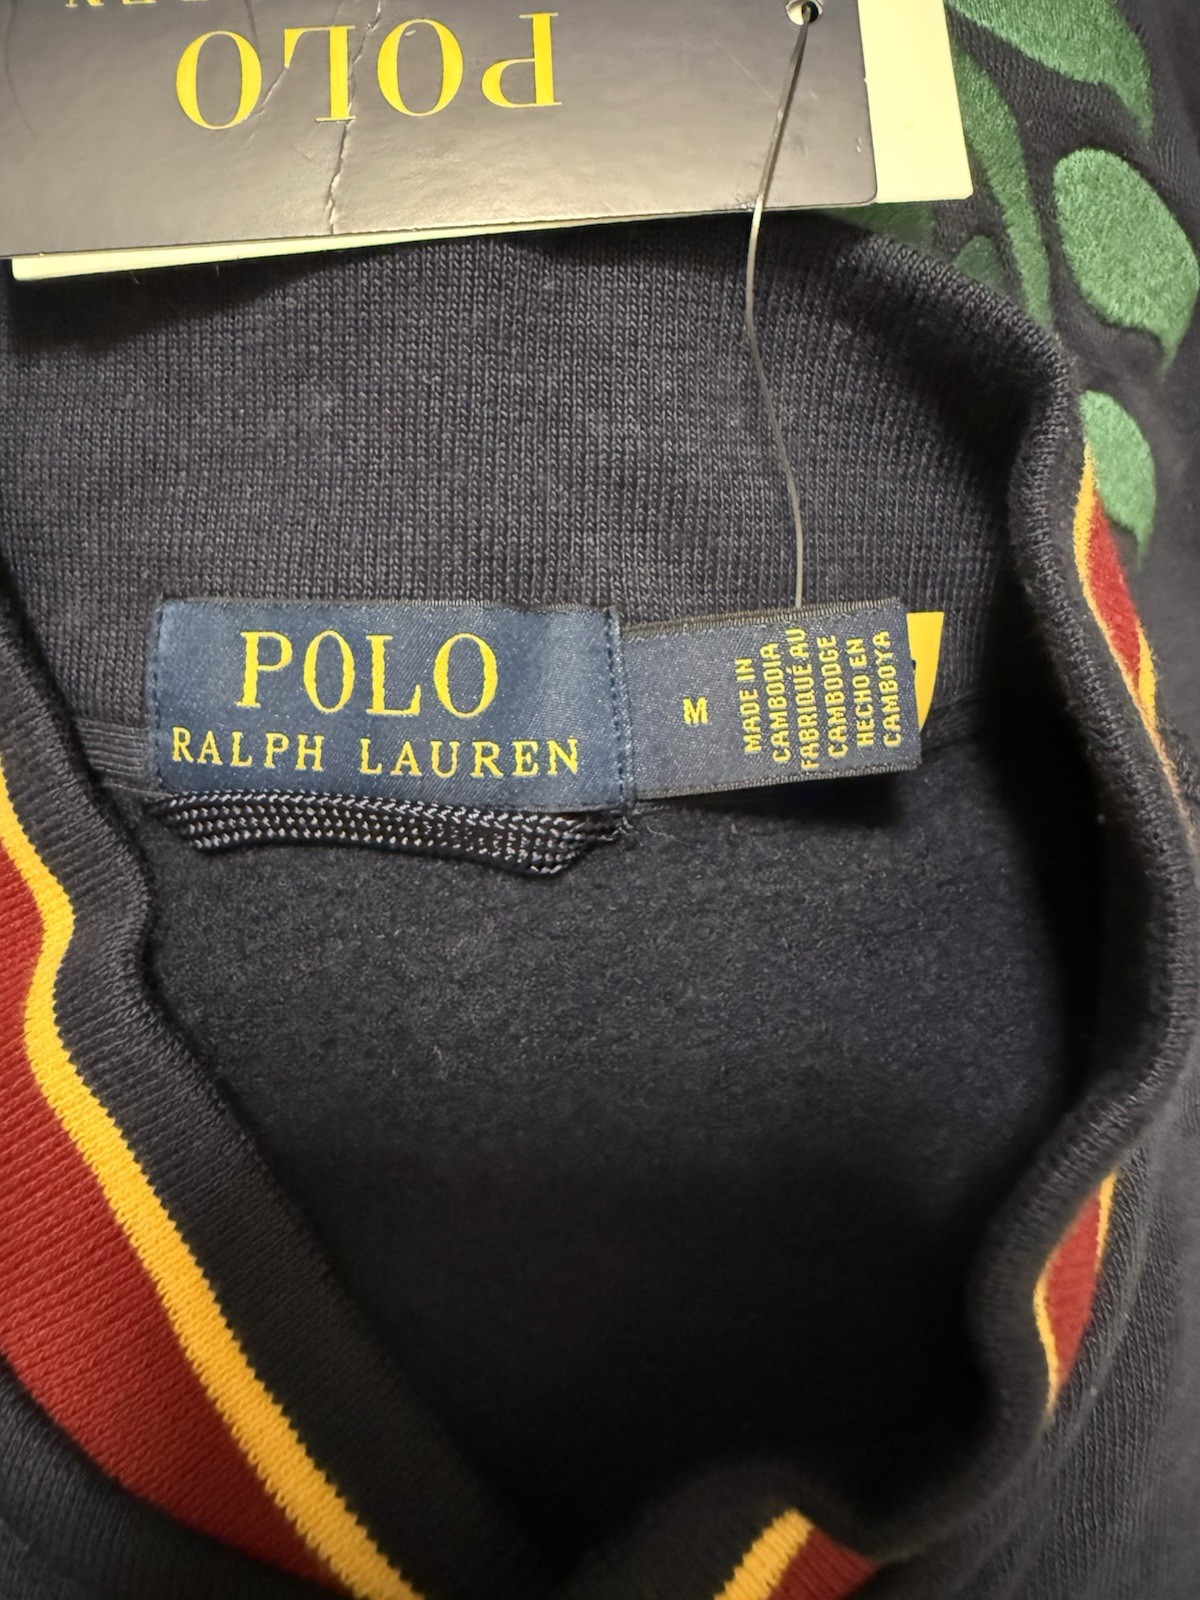 POLO
POLO
RALPH LAUREN
M
MADE IN
CAMBODIA
FABRIQUÉ AU
CAMBODGE
HECHO EN
CAMBOYA